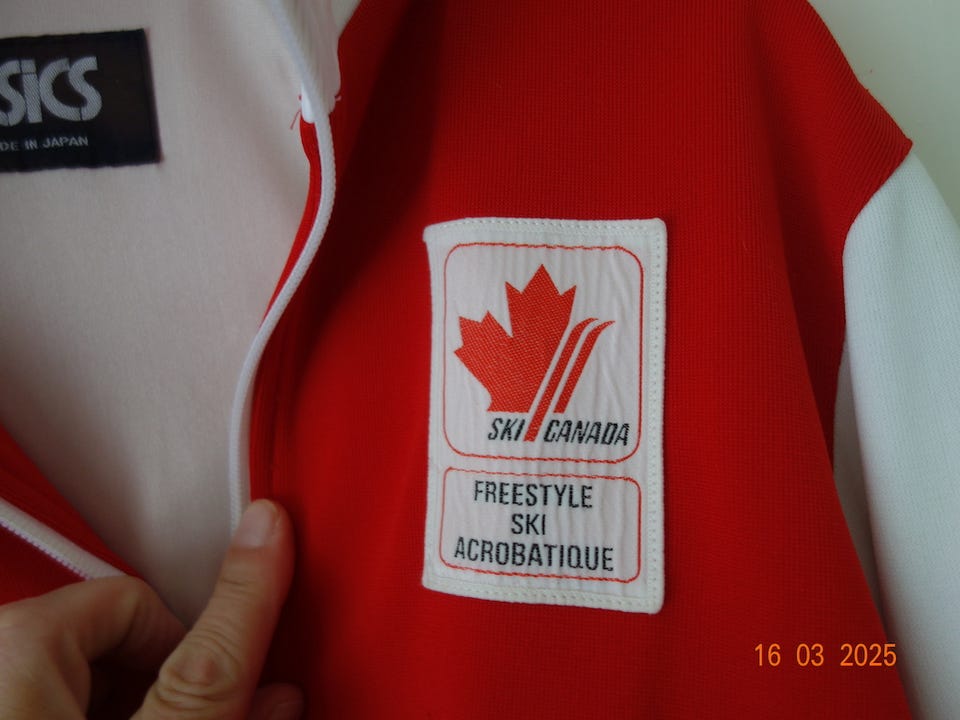 SiCS
DE IN JAPAN
SKI CANADA
FREESTYLE
SKI
ACROBATIQUE
16 03 2025